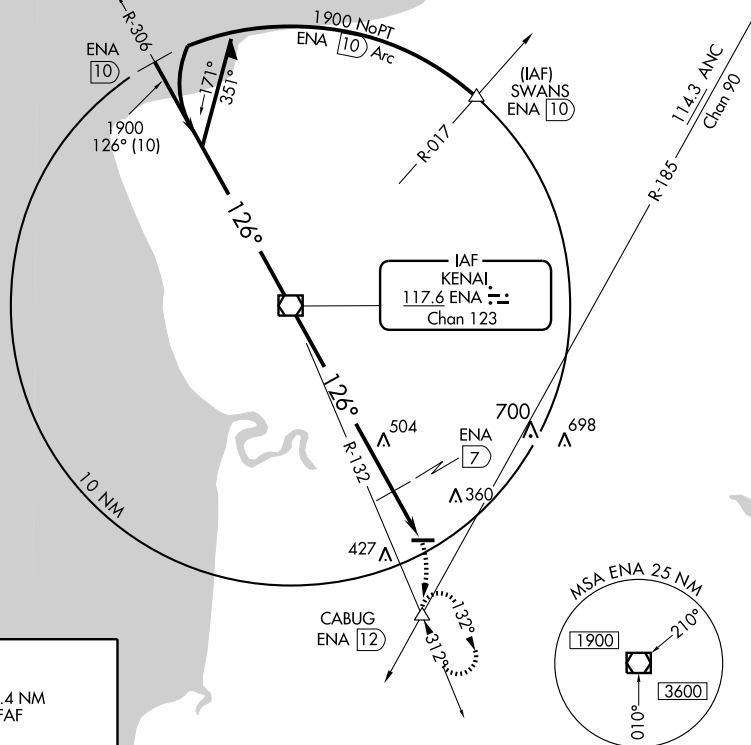 R-306
ENA
10
1900 NoPT
ENA 10 Arc
171°
351°
1900
126° (10)
(IAF)
SWANS
ENA 10
R-017
114.3 ANC
Chan 90
R-185
126°
IAF
KENAI
117.6 ENA
Chan 123
126°
R-132
504
ENA
7
700
698
360
10 NM
427
CABUG
ENA 12
132°
312°
MSA ENA 25 NM
1900
210°
3600
010°
.4 NM
FAF